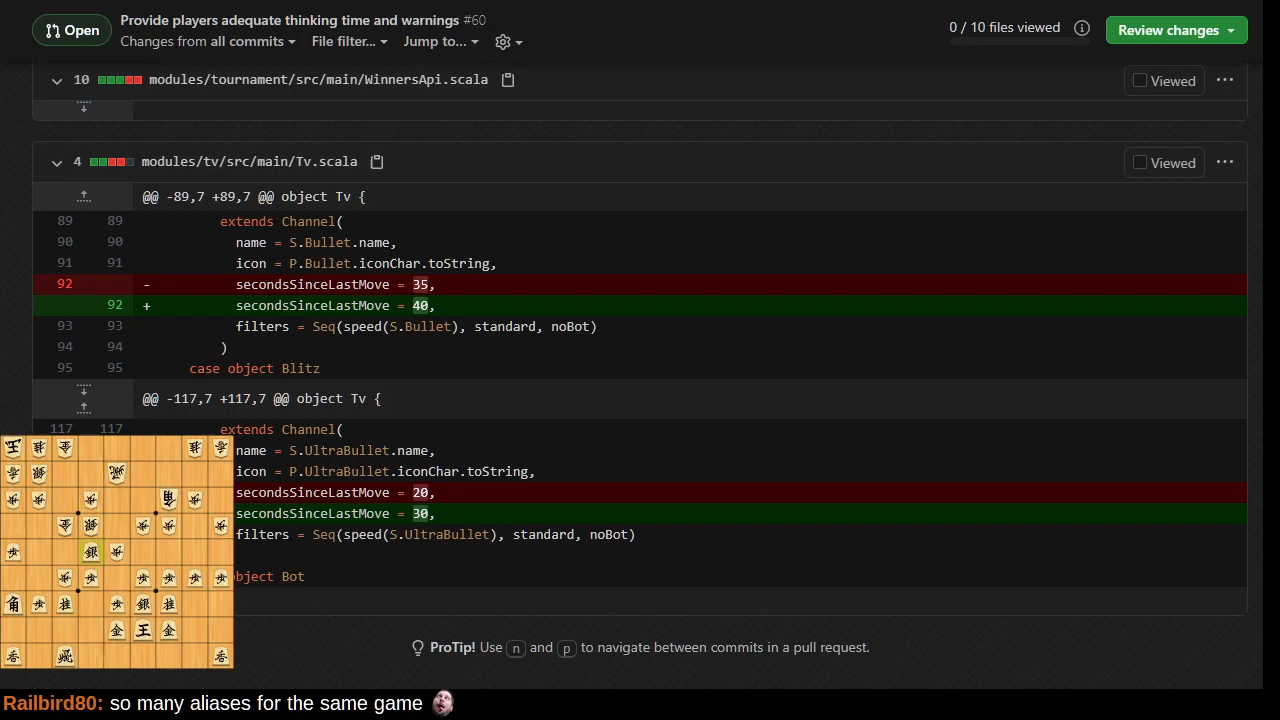 Open
Provide players adequate thinking time and warnings #60
Changes from all commits
File filter...
Jump to...
0 / 10 files viewed
Review changes
10 modules/tournament/src/main/WinnersApi.scala
Viewed
4 modules/tv/src/main/Tv.scala
Viewed
@@ -89,7 +89,7 @@ object Tv {
89 89 extends Channel(
90 90 name = S.Bullet.name,
91 91 icon = P.Bullet.iconChar.toString,
92 - secondsSinceLastMove = 35,
92 + secondsSinceLastMove = 40,
93 93 filters = Seq(speed(S.Bullet), standard, noBot)
94 94 )
95 95 case object Blitz
@@ -117,7 +117,7 @@ object Tv {
117 117 extends Channel(
name = S.UltraBullet.name,
icon = P.UltraBullet.iconChar.toString,
secondsSinceLastMove = 20,
secondsSinceLastMove = 30,
filters = Seq(speed(S.UltraBullet), standard, noBot)
bject Bot
ProTip! Use n and p to navigate between commits in a pull request.
Railbird80: so many aliases for the same game